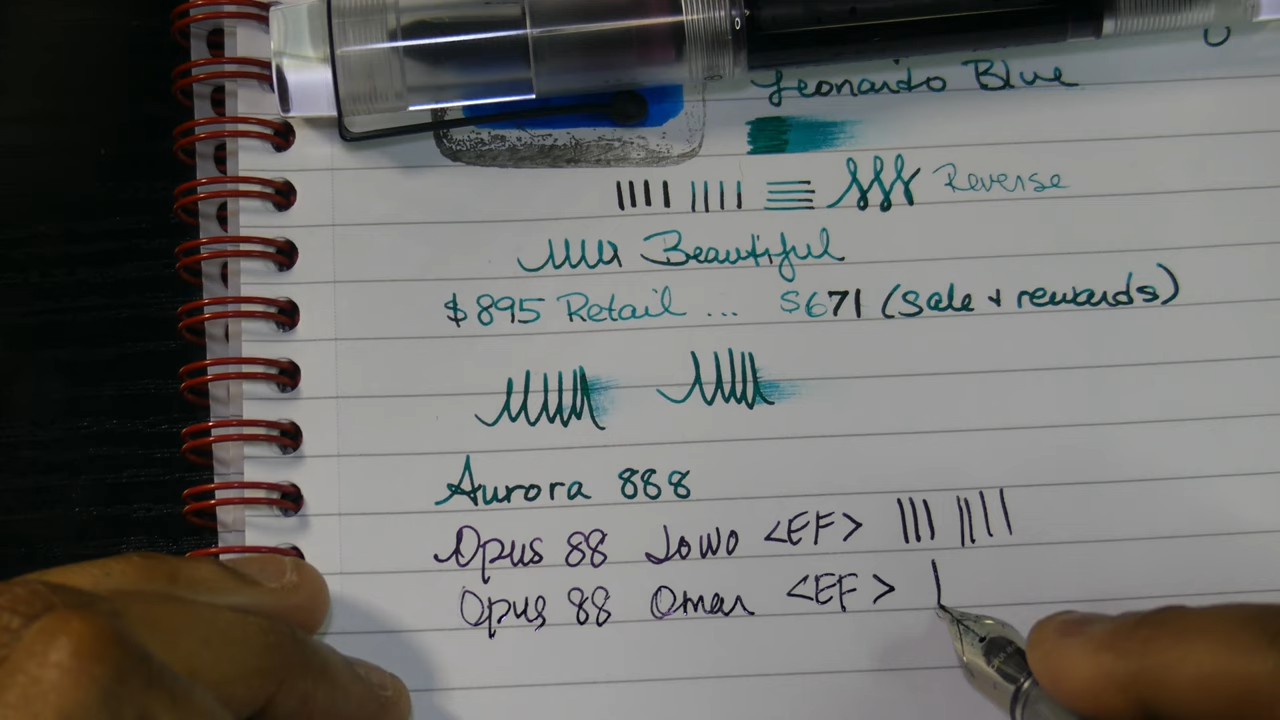 Leonardo Blue
Reverse
Beautiful
$895 Retail ... $671 (sale + rewards)
Aurora 888
Opus 88 Jowo <EF>
Opus 88 Omar <EF>